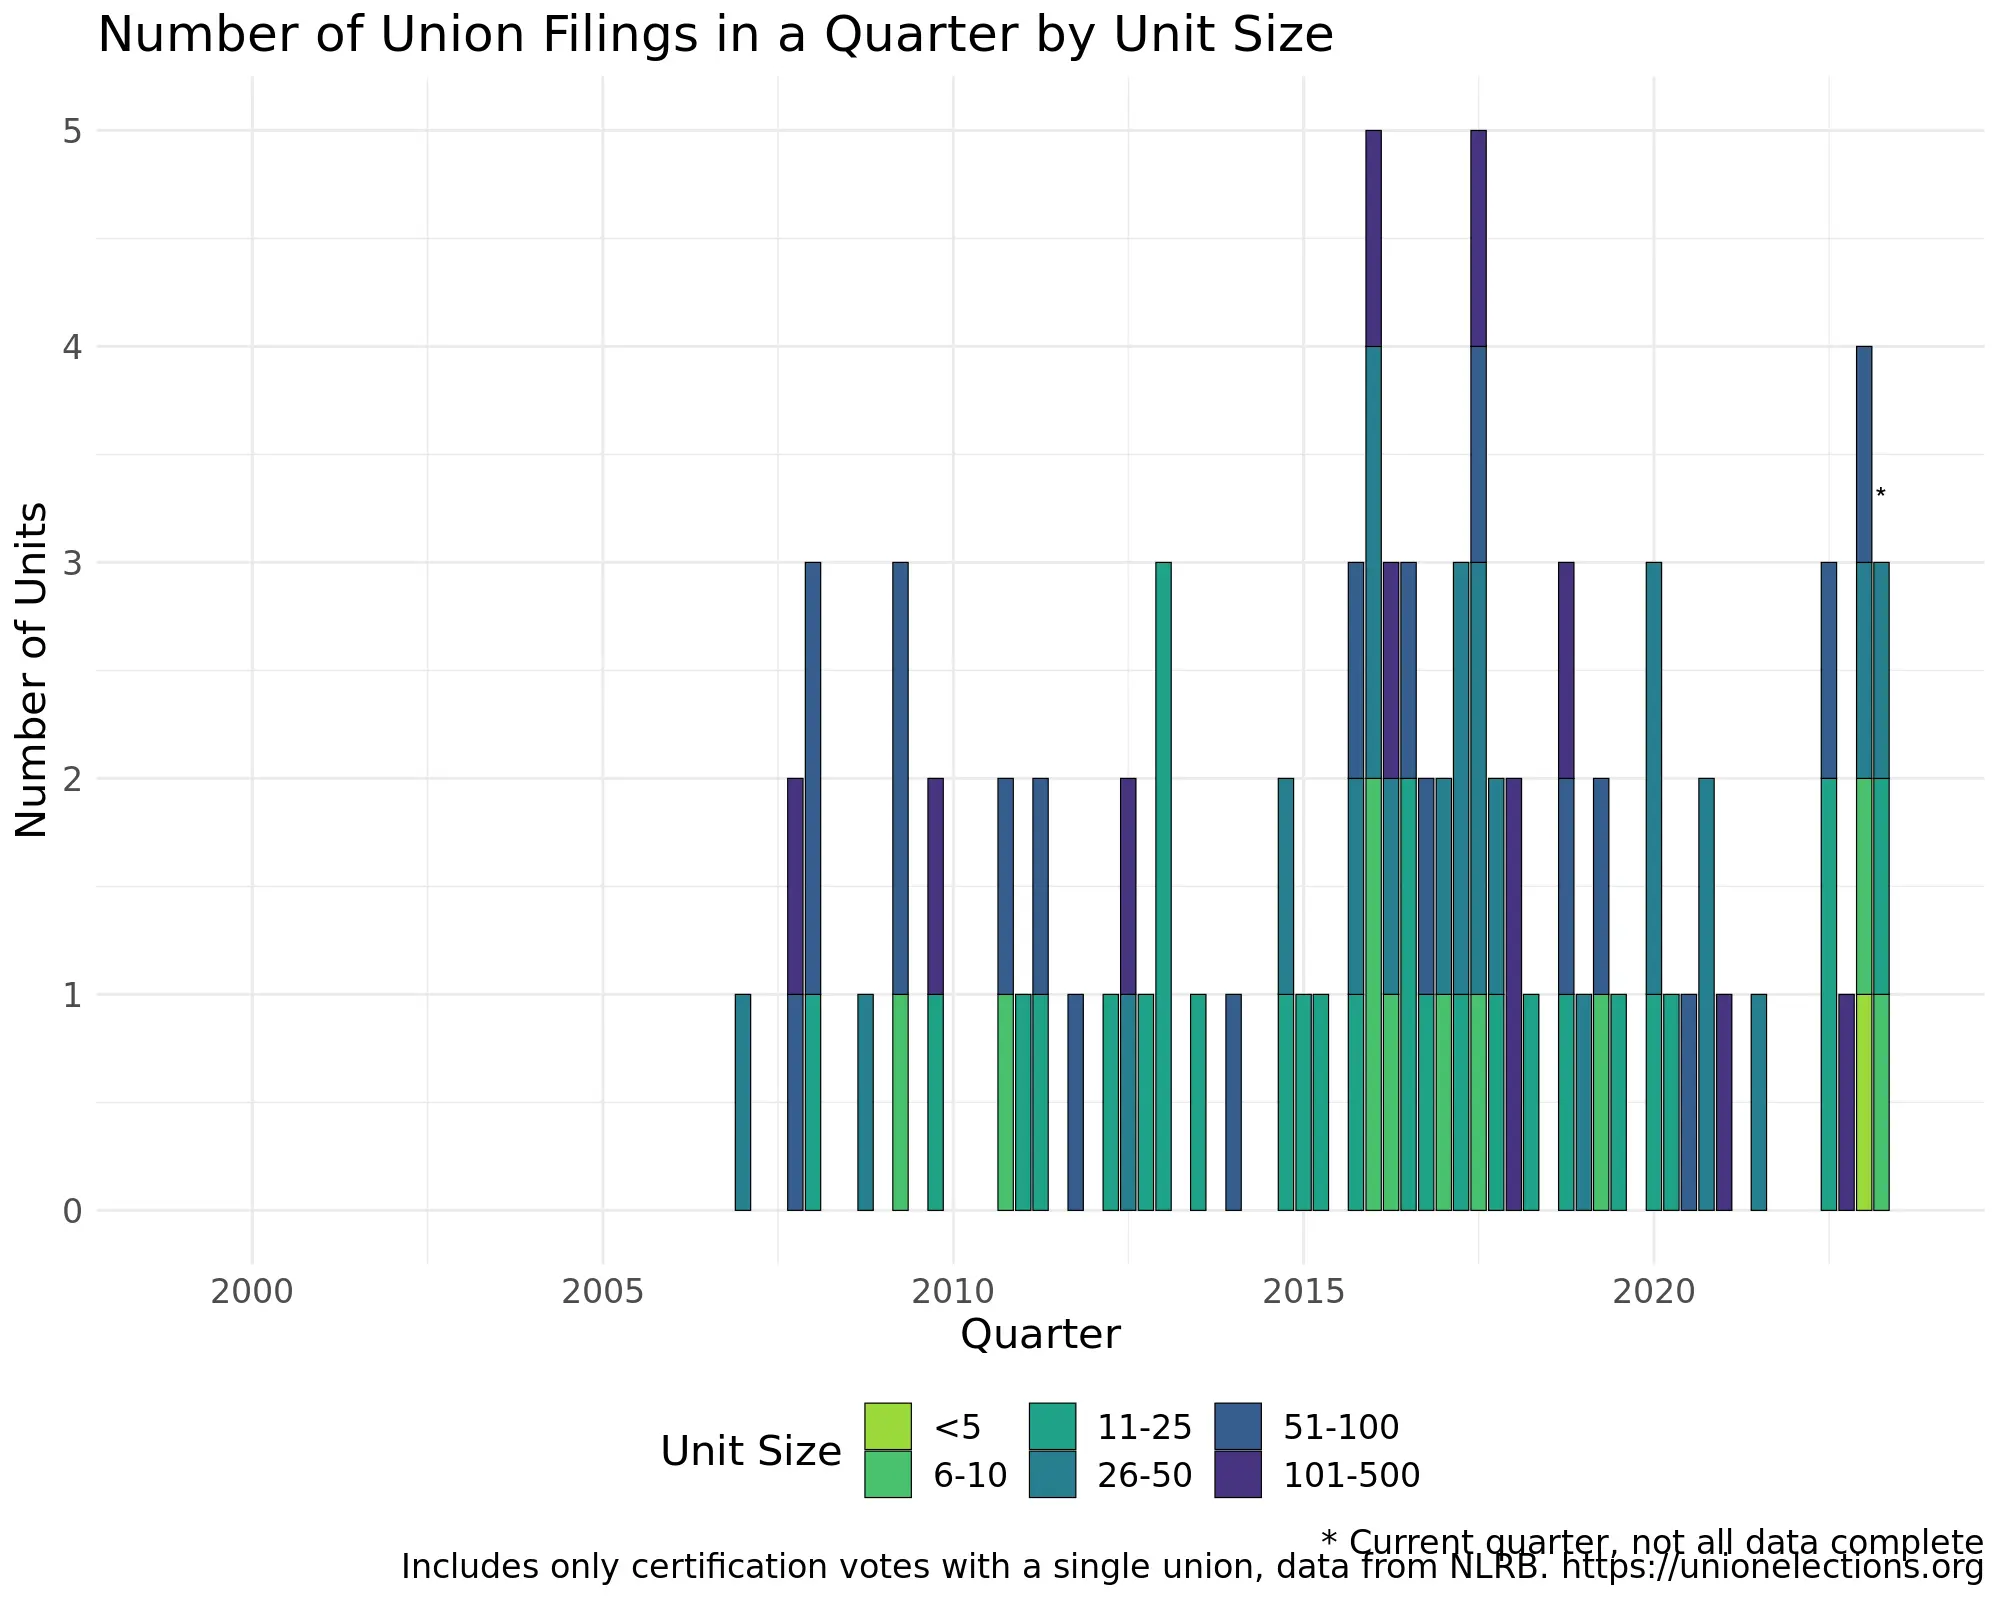 Number of Union Filings in a Quarter by Unit Size
Number of Units
5
4
3
2
1
0
*
2000 2005 2010 2015 2020
Quarter
Unit Size
<5 11-25 51-100
6-10 26-50 101-500
* Current quarter, not all data complete
Includes only certification votes with a single union, data from NLRB. https://unionelections.org